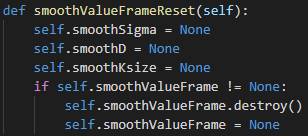 def smoothValueFrameReset(self):
    self.smoothSigma = None
    self.smoothD = None
    self.smoothKsize = None
    if self.smoothValueFrame != None:
        self.smoothValueFrame.destroy()
        self.smoothValueFrame = None